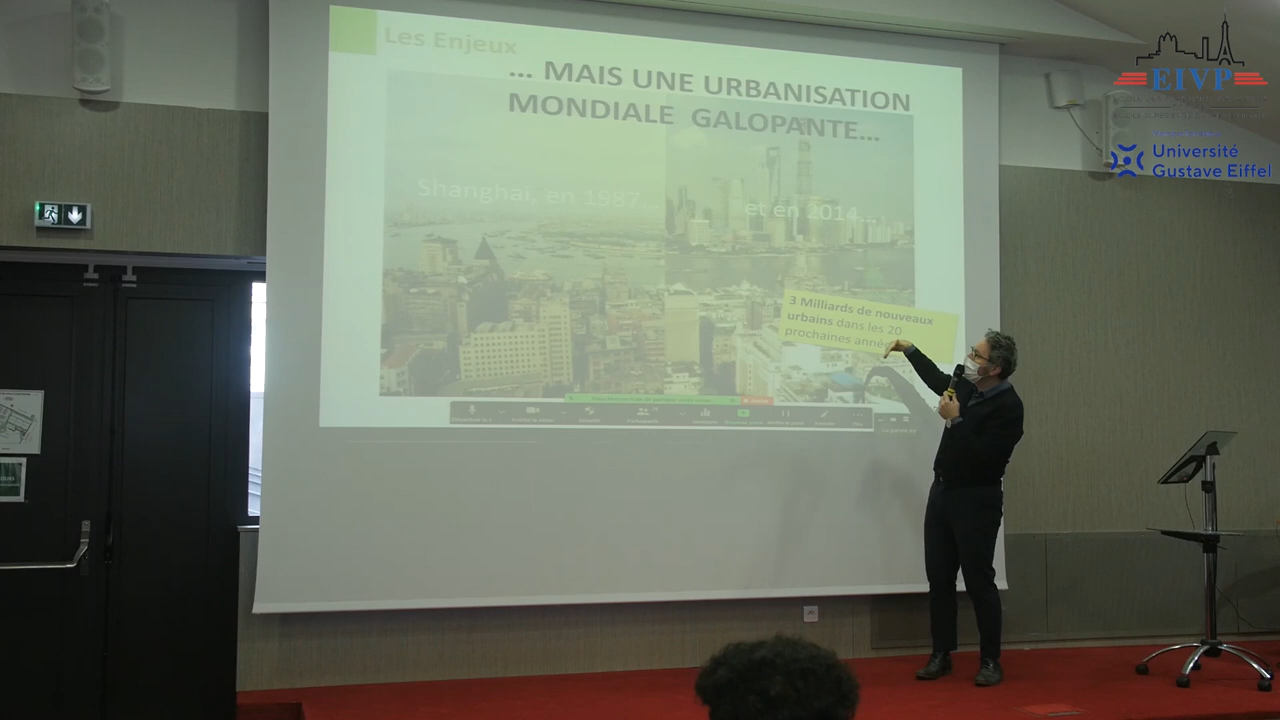 Les Enjeux
... MAIS UNE URBANISATION
MONDIALE GALOPANTE...
Shanghai, en 1987...
et en 2014
3 Milliards de nouveaux
urbains dans les 20
prochaines anné
EIVP
Université
Gustave Eiffel